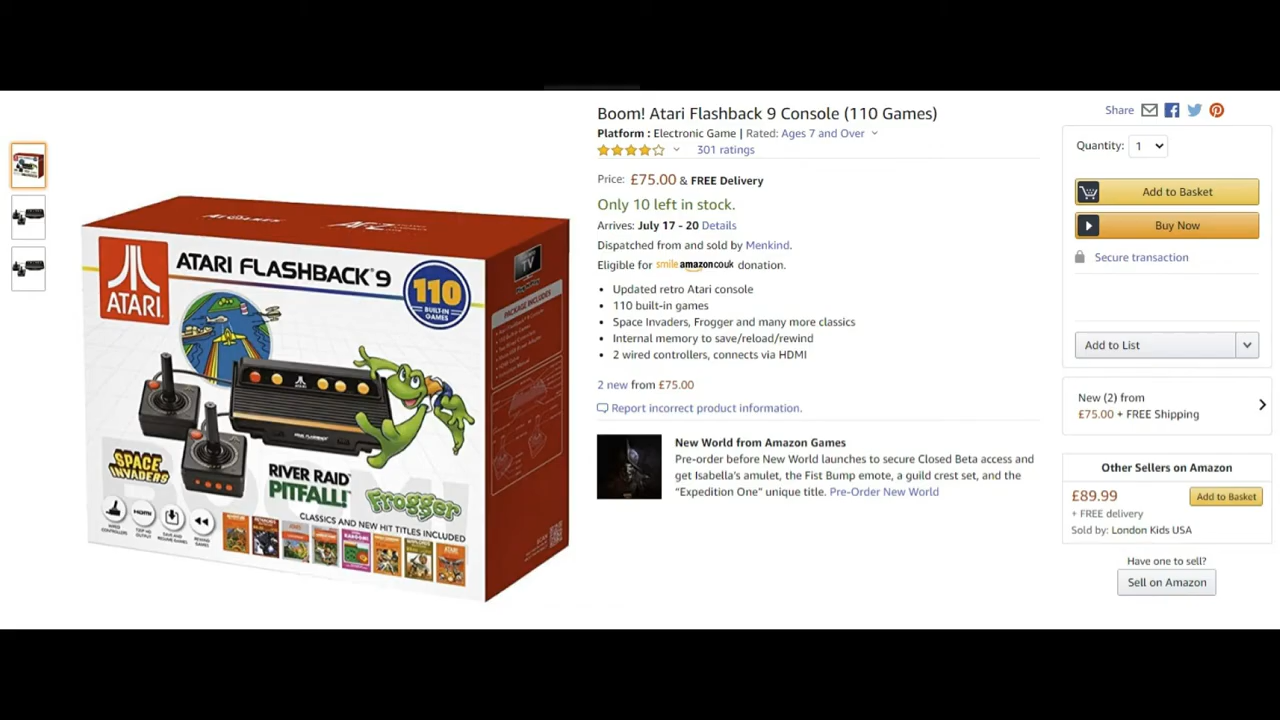 Boom! Atari Flashback 9 Console (110 Games)
Platform : Electronic Game | Rated: Ages 7 and Over
301 ratings
Price: £75.00 & FREE Delivery
Only 10 left in stock.
Arrives: July 17 - 20 Details
Dispatched from and sold by Menkind.
Eligible for smile.amazon.co.uk donation.
• Updated retro Atari console
• 110 built-in games
• Space Invaders, Frogger and many more classics
• Internal memory to save/reload/rewind
• 2 wired controllers, connects via HDMI
2 new from £75.00
Report incorrect product information.
New World from Amazon Games
Pre-order before New World launches to secure Closed Beta access and
get Isabella's amulet, the Fist Bump emote, a guild crest set, and the
"Expedition One" unique title. Pre-Order New World
Share
Quantity: 1
Add to Basket
Buy Now
Secure transaction
Add to List
New (2) from
£75.00 + FREE Shipping
Other Sellers on Amazon
£89.99
Add to Basket
+ FREE delivery
Sold by: London Kids USA
Have one to sell?
Sell on Amazon
ATARI
ATARI FLASHBACK 9
110
BUILT-IN
GAMES
TV
PACKAGE INCLUDES
ATARI
SPACE
INVADERS
RIVER RAID
PITFALL!
Frogger
CLASSICS AND NEW HIT TITLES INCLUDED
WIRED
CONTROLLERS
HDMI